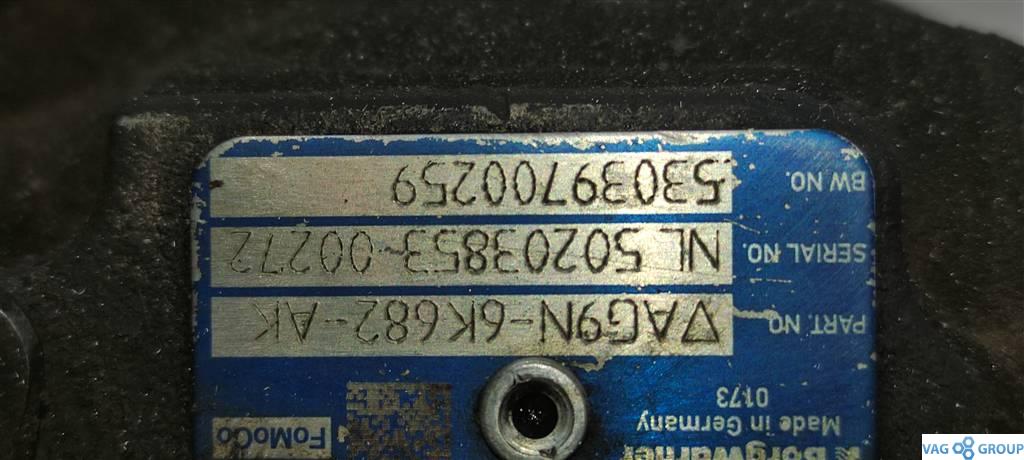 BorgWarner
Made in Germany
0173
FoMoCo
PART. NO. ▽AG9N-6K682-AK
SERIAL NO. NL 50203853-00272
BW NO. 53039700259
VAG GROUP